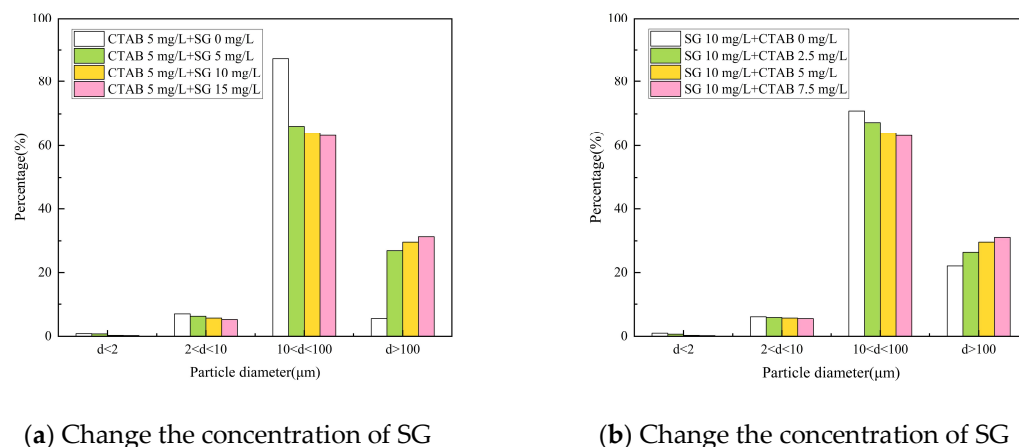 100
80
60
40
20
0
Percentage(%)
CTAB 5 mg/L+SG 0 mg/L
CTAB 5 mg/L+SG 5 mg/L
CTAB 5 mg/L+SG 10 mg/L
CTAB 5 mg/L+SG 15 mg/L
d<2
2<d<10
10<d<100
d>100
Particle diameter(μm)
(a) Change the concentration of SG
100
80
60
40
20
0
Percentage(%)
SG 10 mg/L+CTAB 0 mg/L
SG 10 mg/L+CTAB 2.5 mg/L
SG 10 mg/L+CTAB 5 mg/L
SG 10 mg/L+CTAB 7.5 mg/L
d<2
2<d<10
10<d<100
d>100
Particle diameter(μm)
(b) Change the concentration of SG